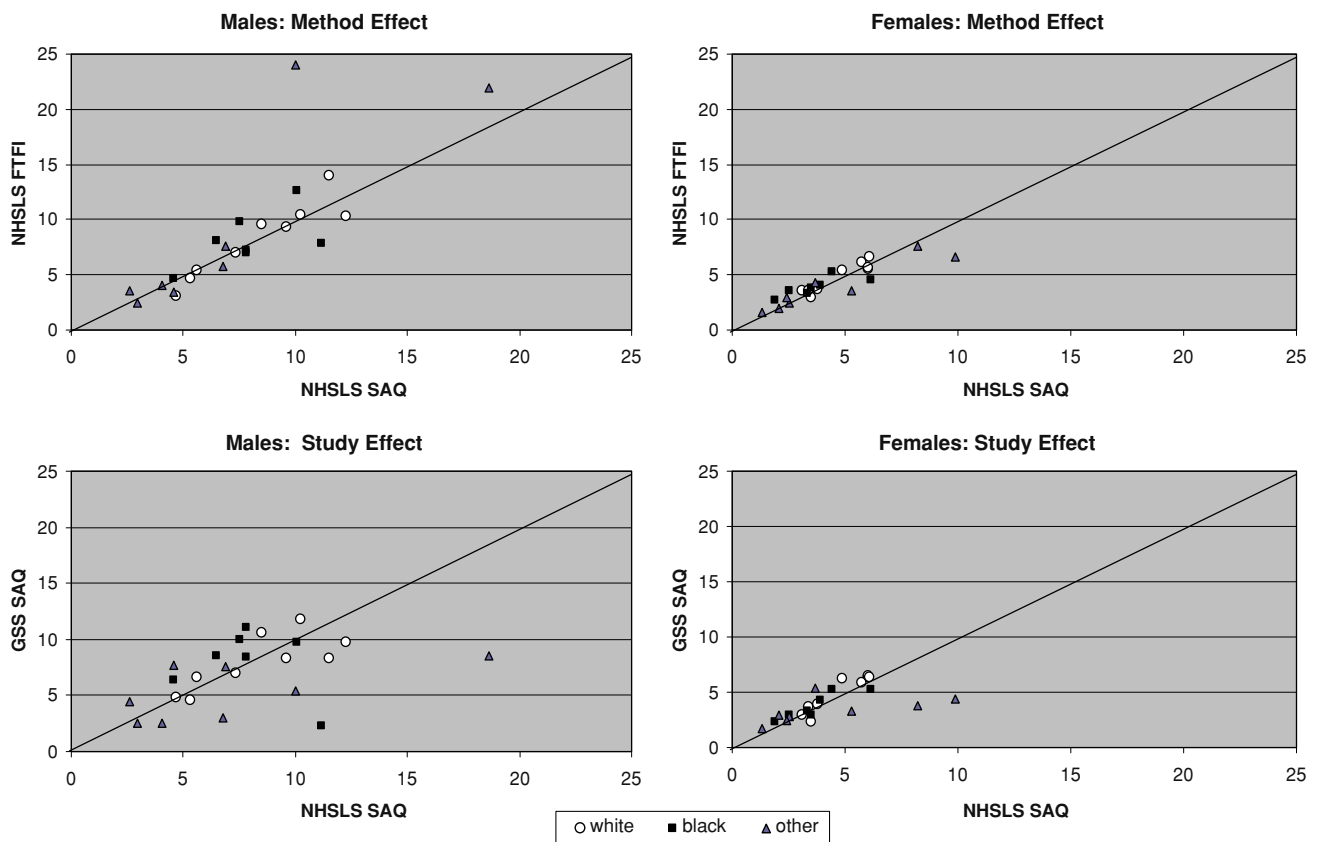 Males: Method Effect
Females: Method Effect
25
20
15
10
5
0
NHSLS FTFI
0 5 10 15 20 25
NHSLS SAQ
25
20
15
10
5
0
NHSLS FTFI
0 5 10 15 20 25
NHSLS SAQ
Males: Study Effect
Females: Study Effect
25
20
15
10
5
0
GSS SAQ
0 5 10 15 20 25
NHSLS SAQ
25
20
15
10
5
0
GSS SAQ
0 5 10 15 20 25
NHSLS SAQ
white black other